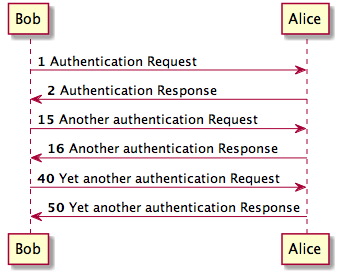 Bob Alice
1 Authentication Request
2 Authentication Response
15 Another authentication Request
16 Another authentication Response
40 Yet another authentication Request
50 Yet another authentication Response
Bob Alice